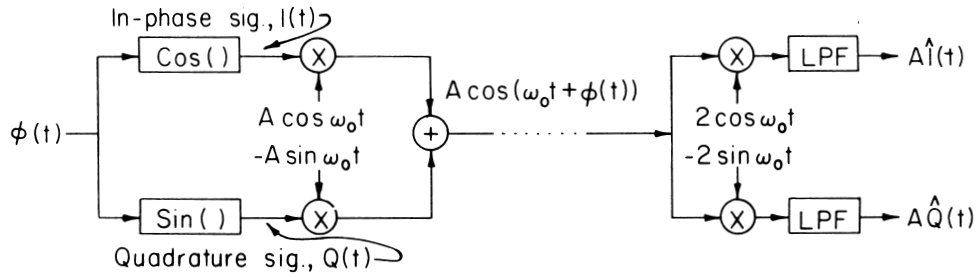 In-phase sig., I(t)
Cos()
X
X
LPF
AÎ(t)
A cos ω₀t
A cos(ω₀t + ϕ(t))
2 cos ω₀t
ϕ(t)
+
.......
-A sin ω₀t
-2 sin ω₀t
Sin()
X
X
LPF
AQ̂(t)
Quadrature sig., Q(t)